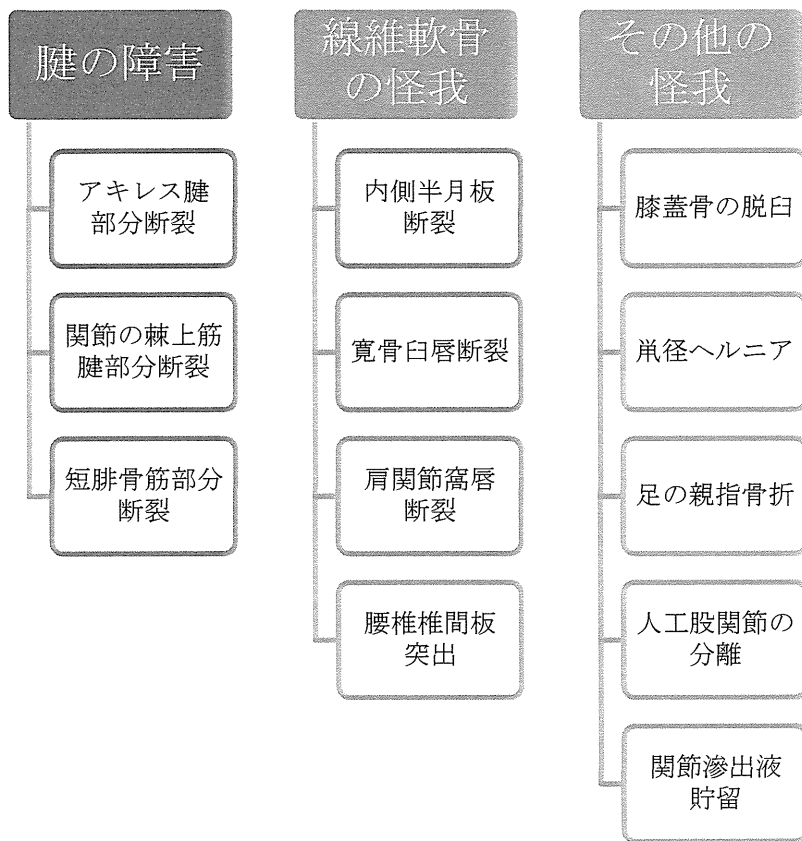 腱の障害
アキレス腱
部分断裂
関節の棘上筋
腱部分断裂
短腓骨筋部分
断裂
線維軟骨
の怪我
内側半月板
断裂
寛骨臼唇断裂
肩関節窩唇
断裂
腰椎椎間板
突出
その他の
怪我
膝蓋骨の脱臼
鼡径ヘルニア
足の親指骨折
人工股関節の
分離
関節滲出液
貯留